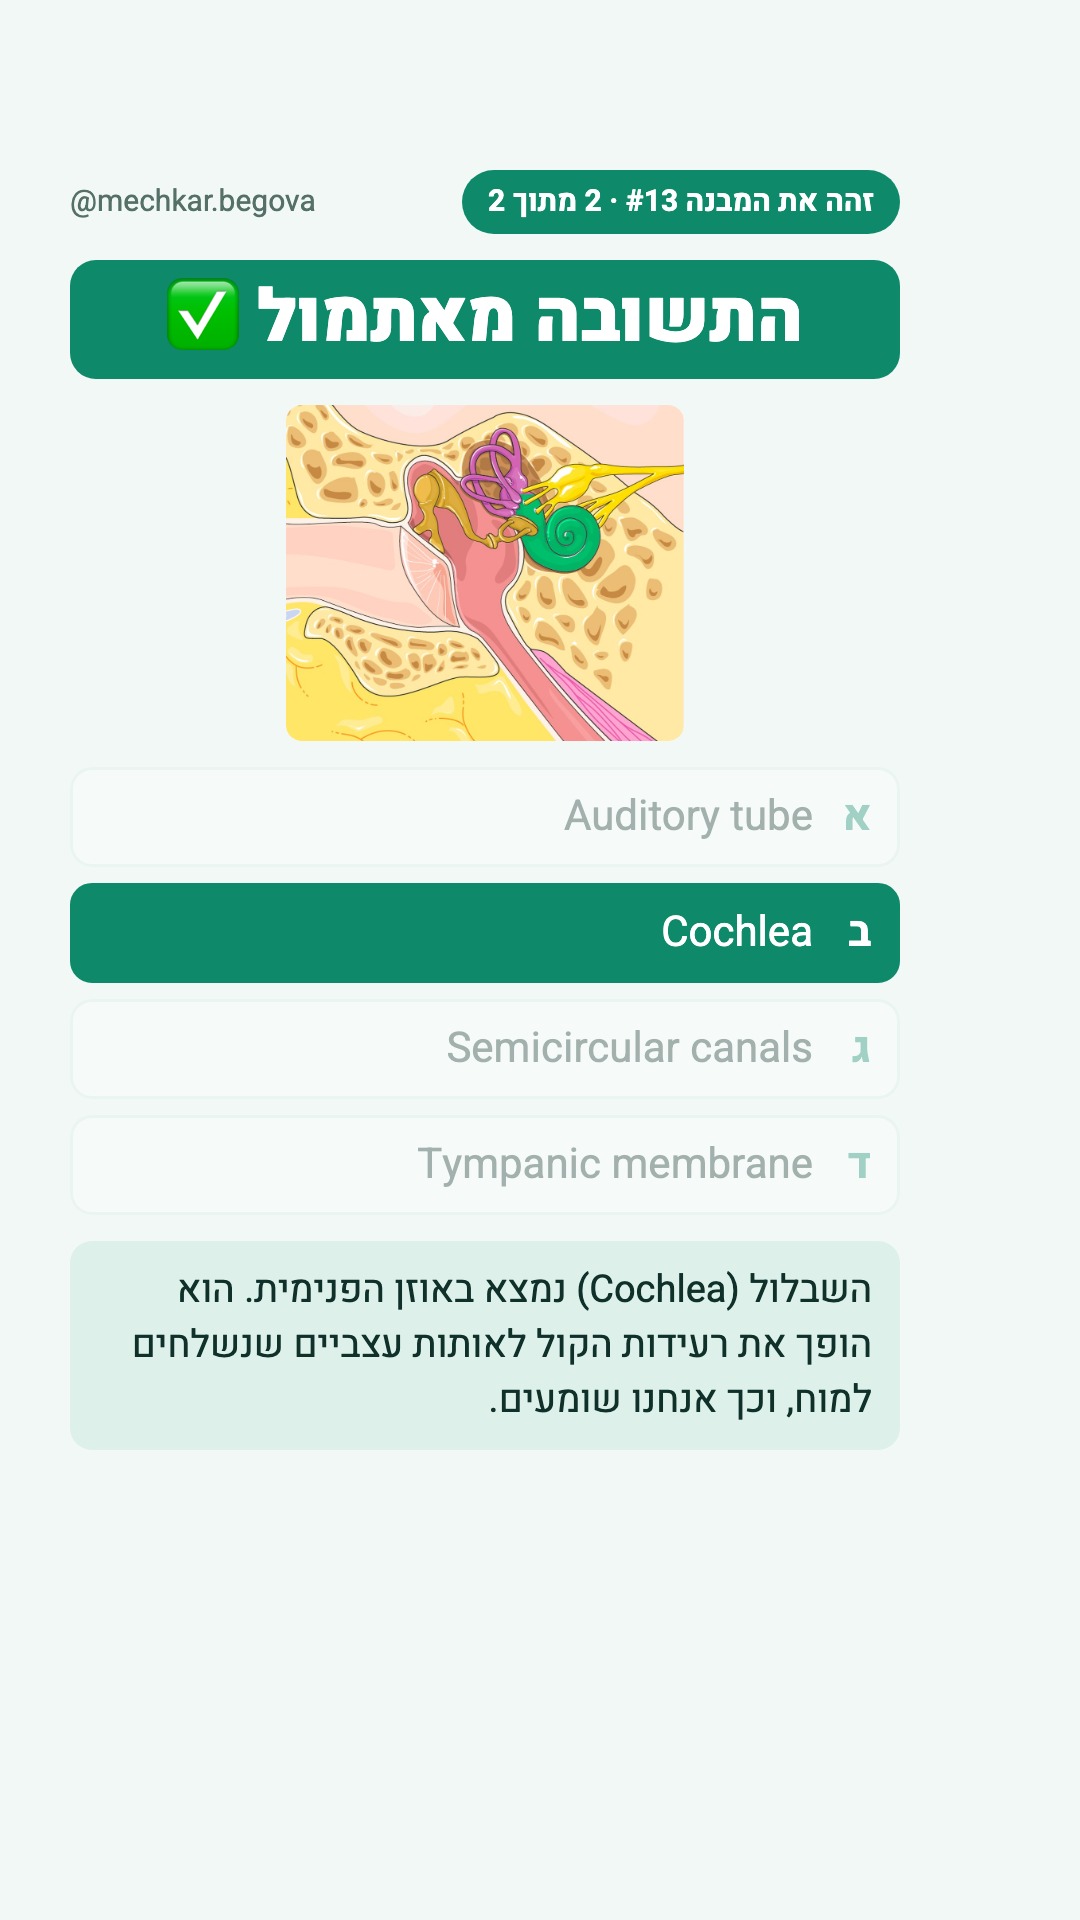 זהה את המבנה #13 · 2 מתוך 2
@mechkar.begova
התשובה מאתמול ✅
א Auditory tube
ב Cochlea
ג Semicircular canals
ד Tympanic membrane
השבלול (Cochlea) נמצא באוזן הפנימית. הוא
הופך את רעידות הקול לאותות עצביים שנשלחים
למוח, וכך אנחנו שומעים.